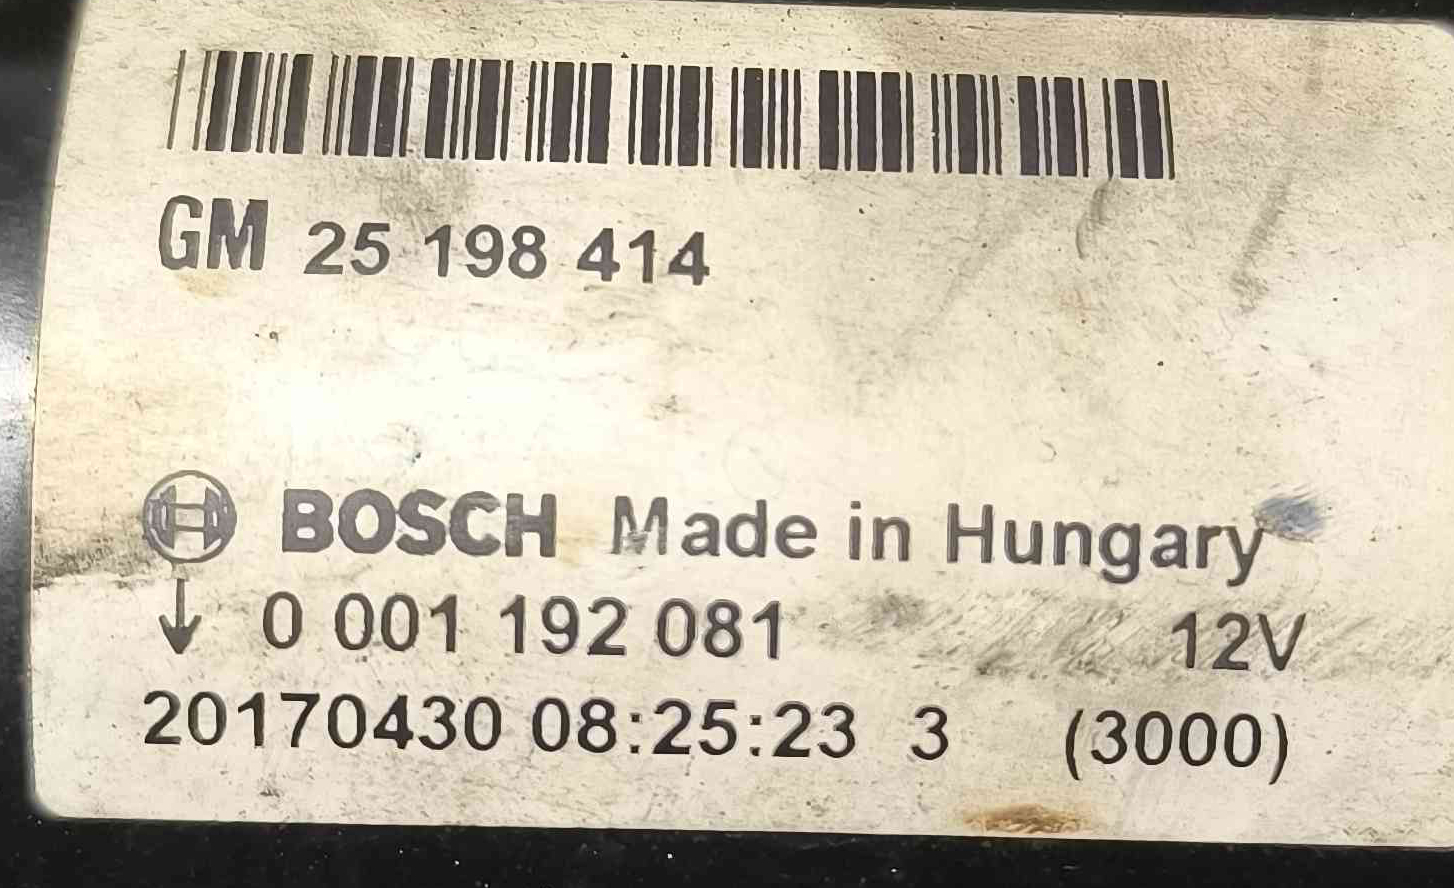 GM 25 198 414
BOSCH Made in Hungary
0 001 192 081 12V
20170430 08:25:23 3 (3000)